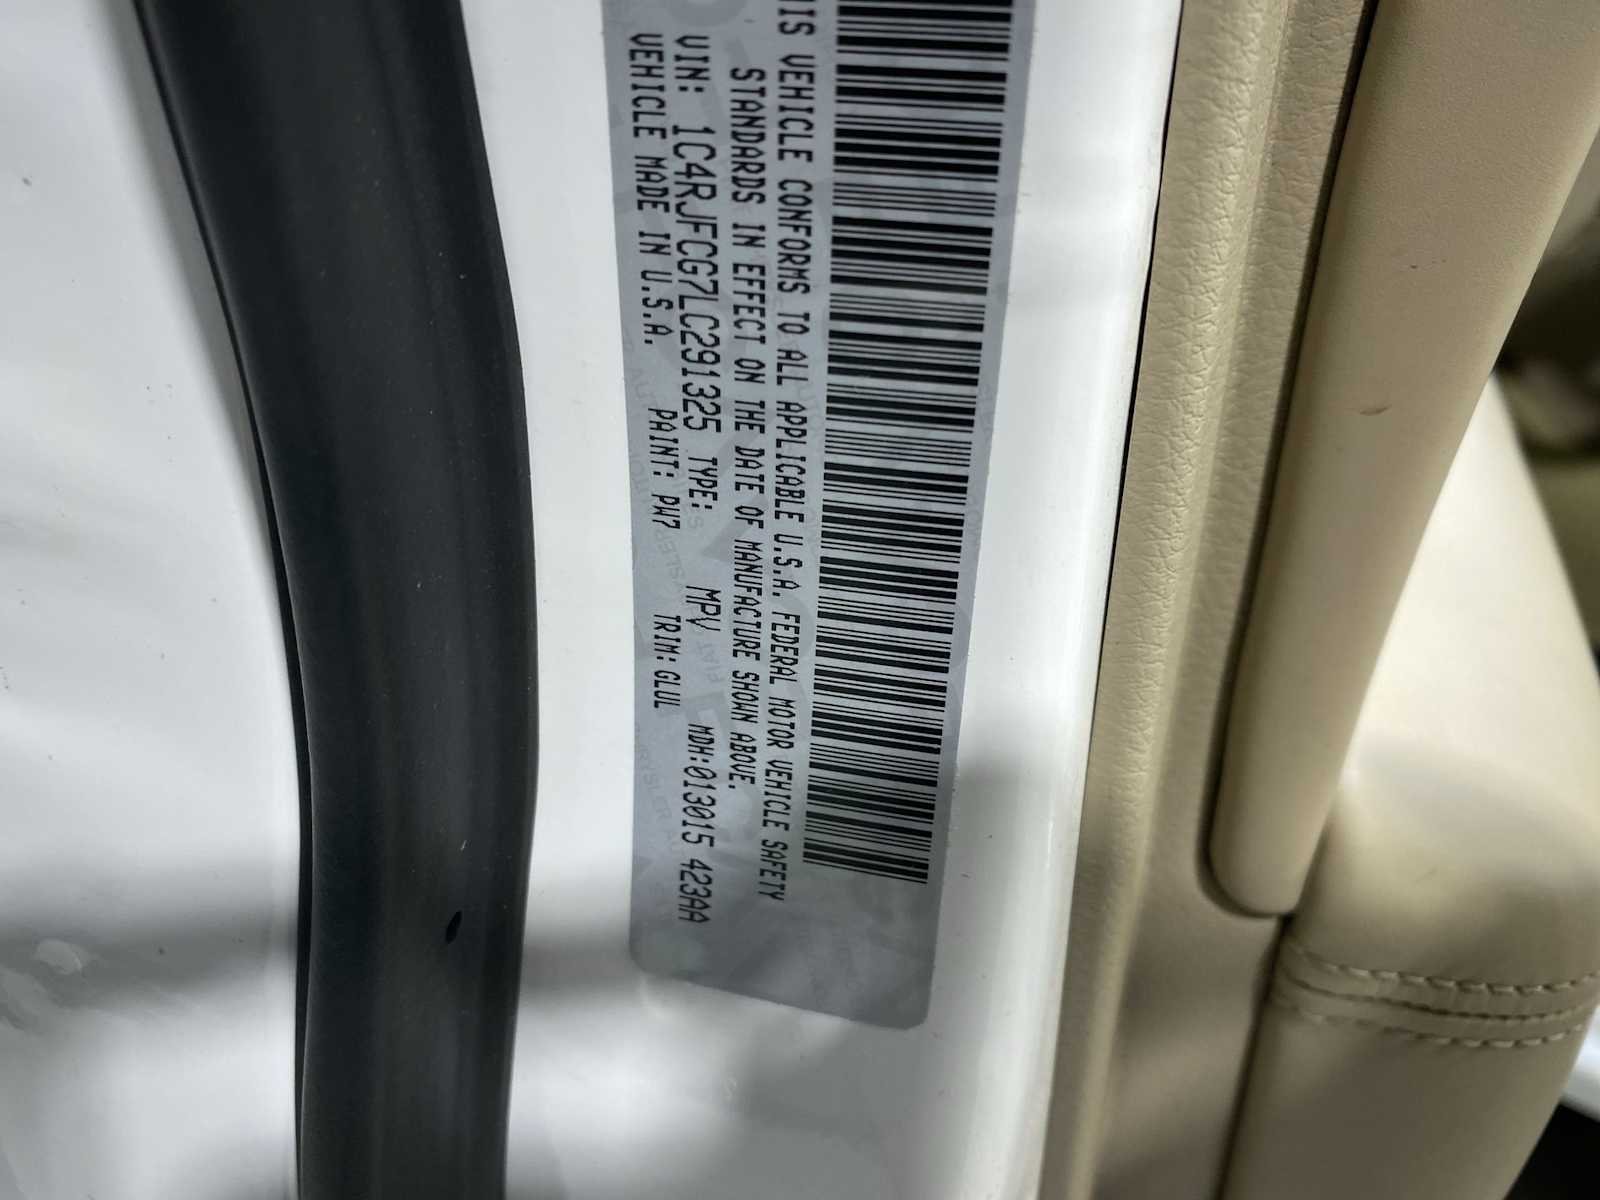 HIS VEHICLE CONFORMS TO ALL APPLICABLE U.S.A. FEDERAL MOTOR VEHICLE SAFETY
STANDARDS IN EFFECT ON THE DATE OF MANUFACTURE SHOWN ABOVE.
VIN: 1C4RJFCG7LC291325 TYPE: MPV MDH:013015 423AA
VEHICLE MADE IN U.S.A. PAINT: PW7 TRIM: GLUL